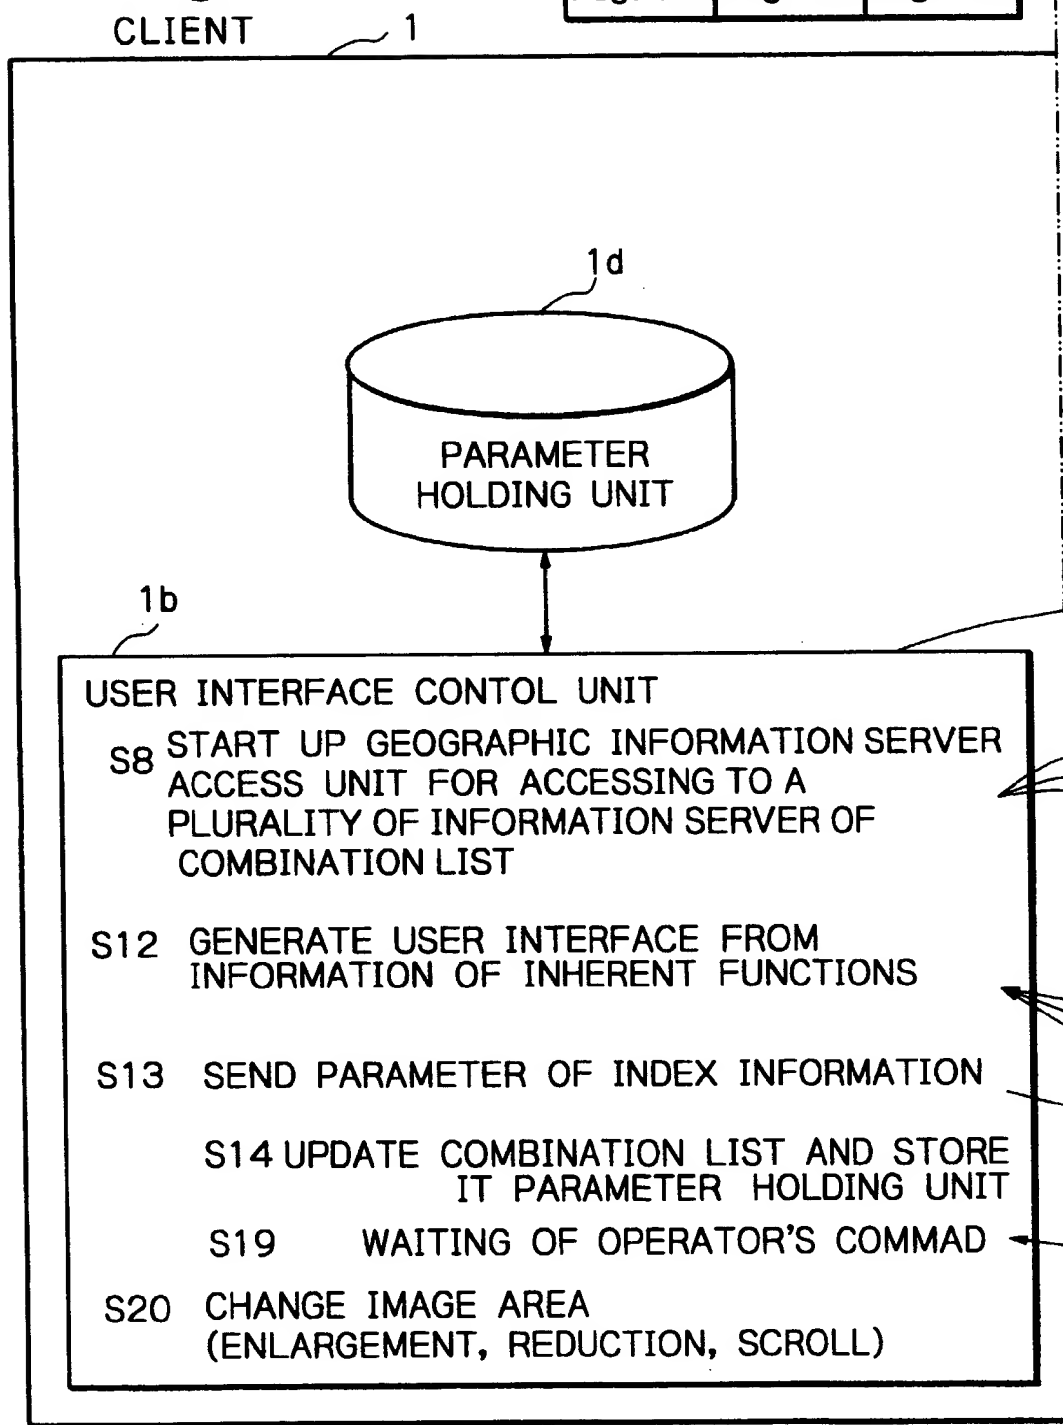 CLIENT
1
1d
PARAMETER
HOLDING UNIT
1b
USER INTERFACE CONTOL UNIT
S8 START UP GEOGRAPHIC INFORMATION SERVER
ACCESS UNIT FOR ACCESSING TO A
PLURALITY OF INFORMATION SERVER OF
COMBINATION LIST
S12 GENERATE USER INTERFACE FROM
INFORMATION OF INHERENT FUNCTIONS
S13 SEND PARAMETER OF INDEX INFORMATION
S14 UPDATE COMBINATION LIST AND STORE
IT PARAMETER HOLDING UNIT
S19 WAITING OF OPERATOR'S COMMAD
S20 CHANGE IMAGE AREA
(ENLARGEMENT, REDUCTION, SCROLL)